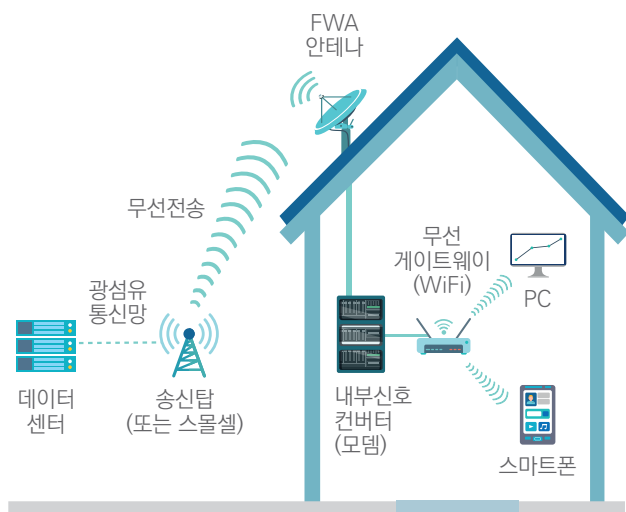 FWA
안테나
무선전송
광섬유
통신망
무선
게이트웨이
(WiFi)
PC
데이터
센터
송신탑
(또는 스몰셀)
내부신호
컨버터
(모뎀)
스마트폰